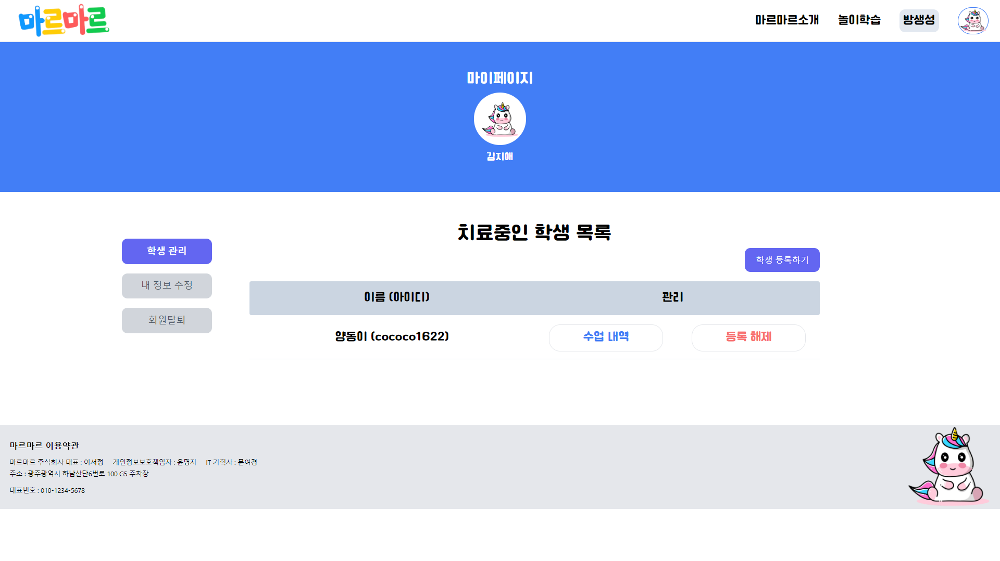 마르마르
마르마르소개 놀이학습 방생성
마이페이지
김지애
치료중인 학생 목록
학생 관리
내 정보 수정
회원탈퇴
학생 등록하기
이름 (아이디) 관리
양동이 (cococo1622) 수업 내역 등록 해제
마르마르 이용약관
마르마르 주식회사 대표 : 이서정 개인정보보호책임자 : 윤명지 IT 기획사 : 문여경
주소 : 광주광역시 하남산단6번로 100 G5 주차장
대표번호 : 010-1234-5678